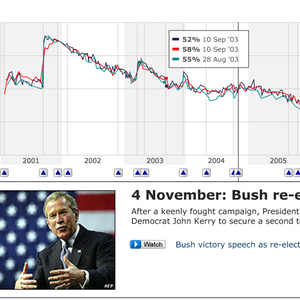 52% 10 Sep '03
58% 10 Sep '03
55% 28 Aug '03
2001 2002 2003 2004 2005
4 November: Bush re-e
After a keenly fought campaign, President
Democrat John Kerry to secure a second t
Watch Bush victory speech as re-elect
AFP